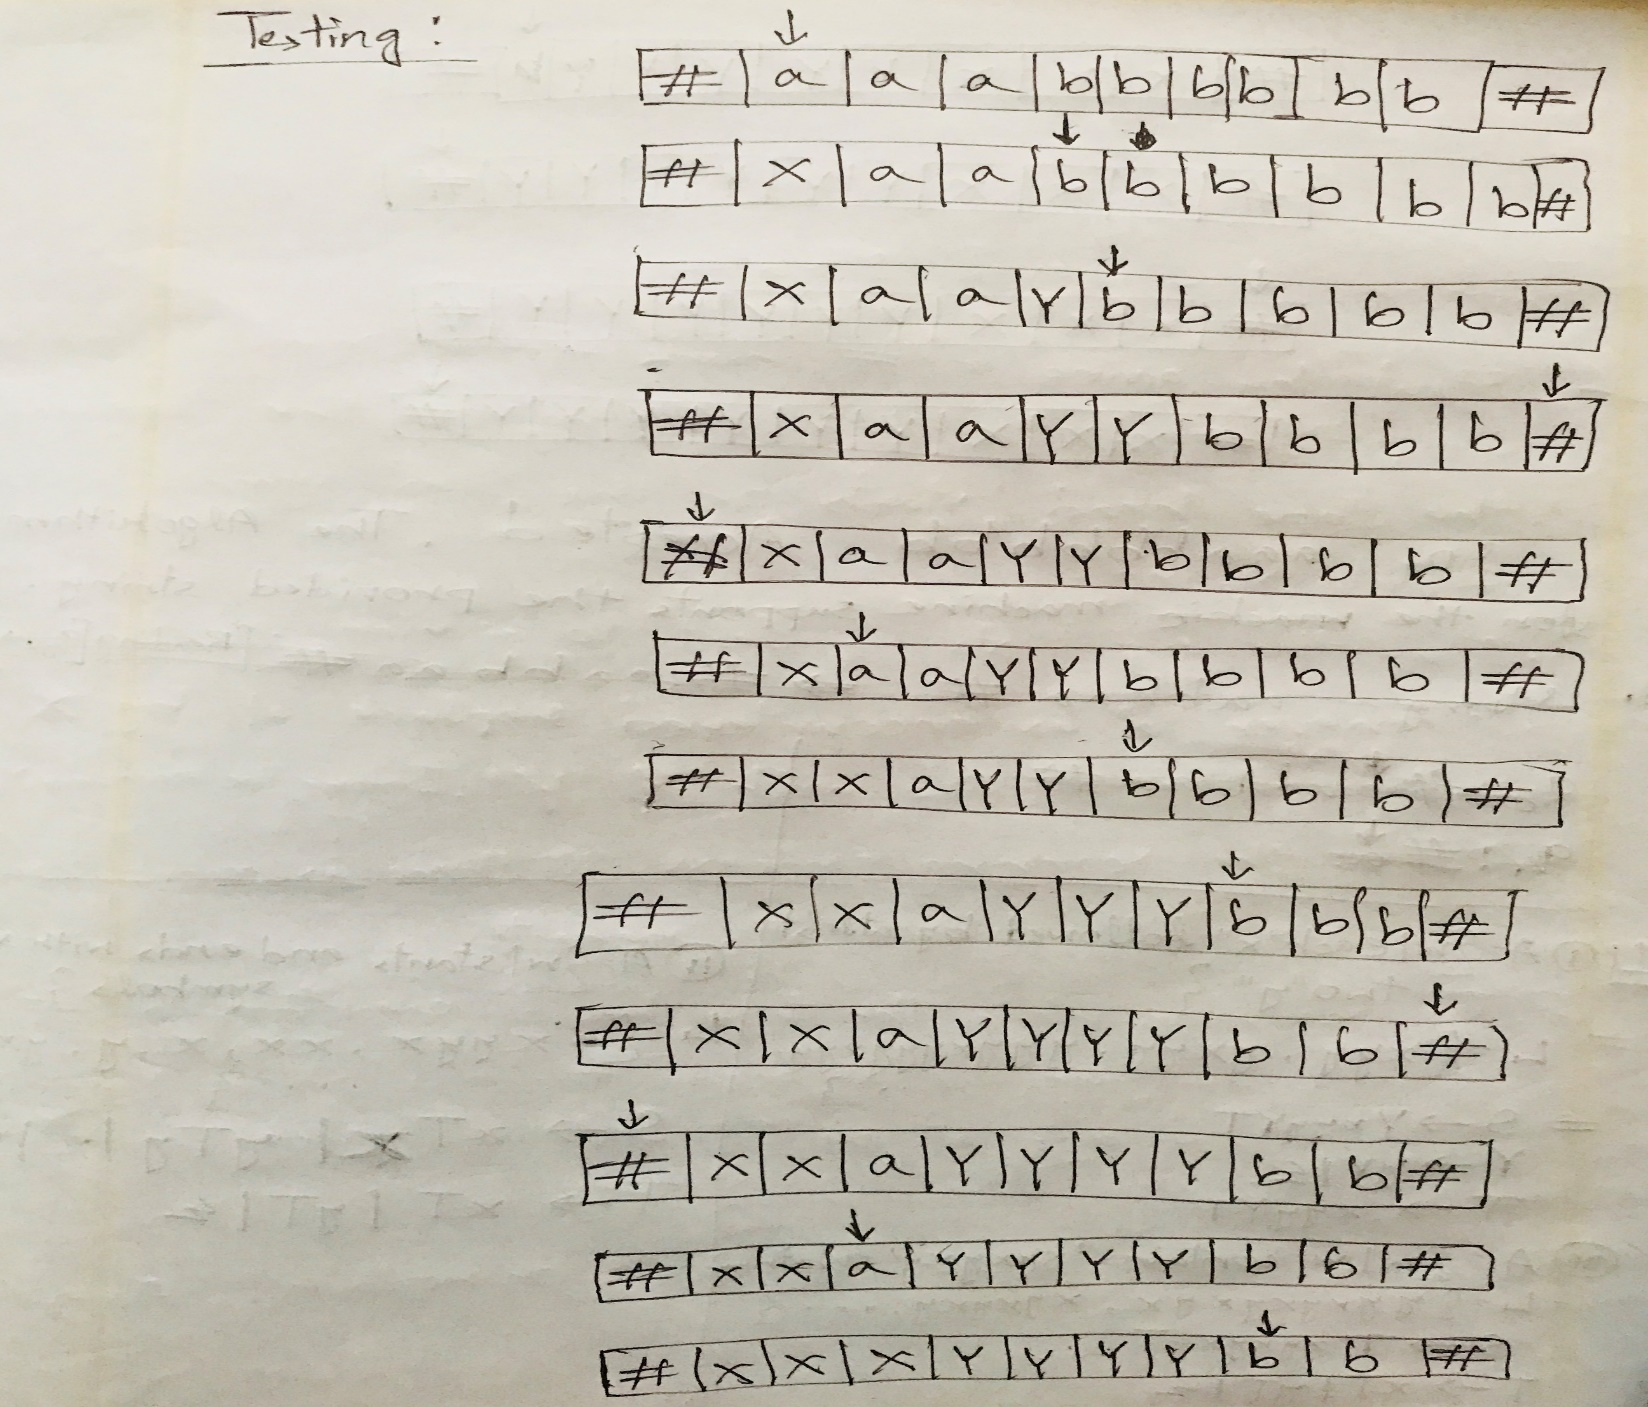 Testing :
↓
# | a | a | a | b | b | b | b | b | b | #
↓
# | x | a | a | b | b | b | b | b | b | #
↓
# | x | a | a | Y | b | b | b | b | b | #
↓
# | x | a | a | Y | Y | b | b | b | b | #
↓
# | x | a | a | Y | Y | b | b | b | b | #
↓
# | x | a | a | Y | Y | b | b | b | b | #
↓
# | x | x | a | Y | Y | b | b | b | b | #
↓
# | x | x | a | Y | Y | Y | b | b | b | #
↓
# | x | x | a | Y | Y | Y | Y | b | b | #
↓
# | x | x | a | Y | Y | Y | Y | b | b | #
↓
# | x | x | a | Y | Y | Y | Y | b | b | #
↓
# | x | x | x | Y | Y | Y | Y | b | b | #